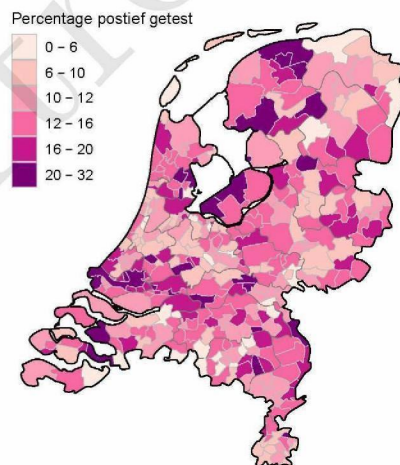 Percentage postief getest
0 – 6
6 – 10
10 – 12
12 – 16
16 – 20
20 – 32